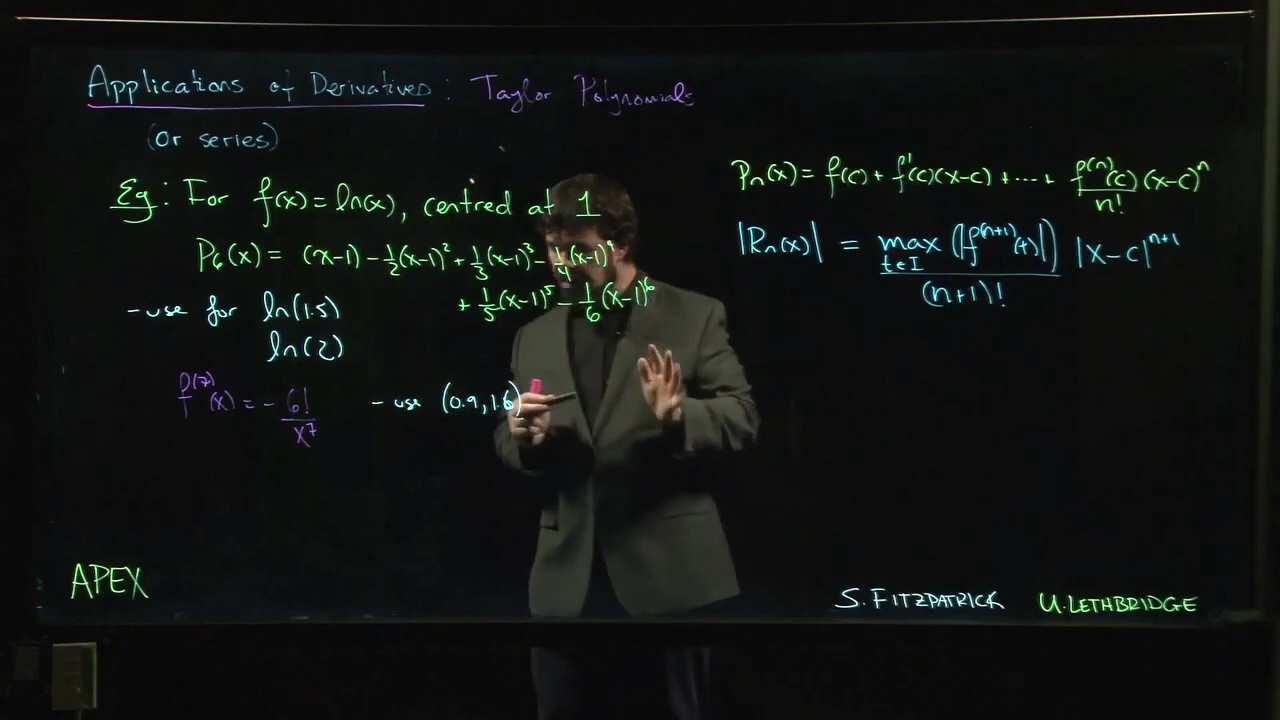 Applications of Derivatives : Taylor Polynomials
(Or series)
Eg: For f(x) = ln(x), centred at 1
P₆(x) = (x-1) - 1/2(x-1)² + 1/3(x-1)³ - 1/4(x-1)⁴
+ 1/5(x-1)⁵ - 1/6(x-1)⁶
- use for ln(1.5)
ln(2)
f⁽⁷⁾(x) = - 6!/x⁷
- use (0.9, 1.6)
Pₙ(x) = f(c) + f'(c)(x-c) + ... + f⁽ⁿ⁾(c)/n! (x-c)ⁿ
|Rₙ(x)| = max t∈I (|f⁽ⁿ⁺¹⁾(t)|)/(n+1)! |x-c|ⁿ⁺¹
APEX
S. FITZPATRICK U. LETHBRIDGE